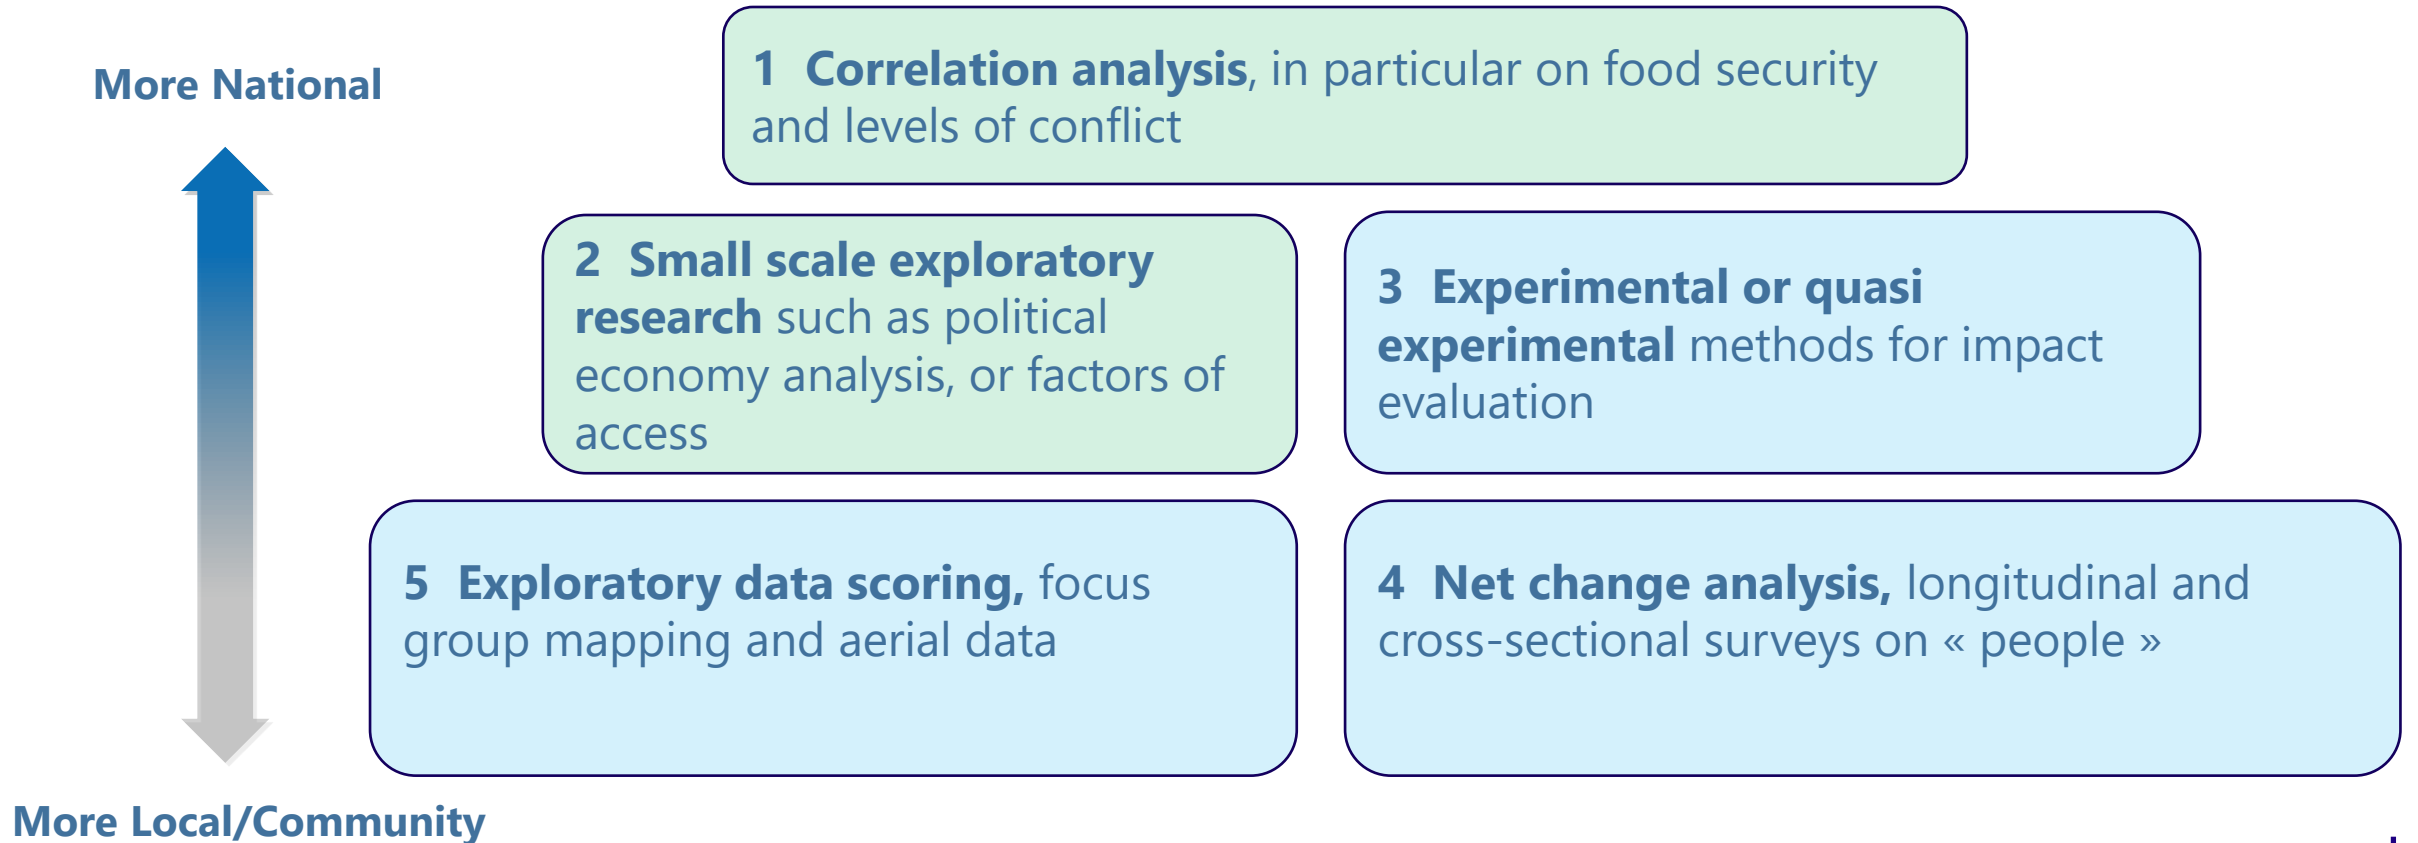 More National
1 Correlation analysis, in particular on food security
and levels of conflict
2 Small scale exploratory
research such as political
economy analysis, or factors of
access
3 Experimental or quasi
experimental methods for impact
evaluation
5 Exploratory data scoring, focus
group mapping and aerial data
4 Net change analysis, longitudinal and
cross-sectional surveys on « people »
More Local/Community